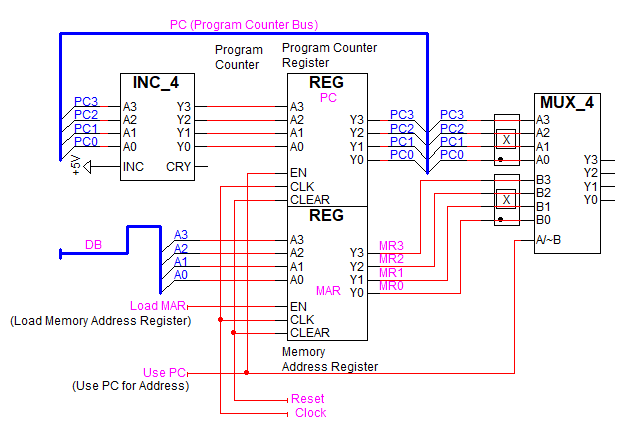 PC (Program Counter Bus)
Program
Counter
Program Counter
Register
INC_4
REG
PC
MUX_4
PC3
PC2
PC1
PC0
A3
A2
A1
A0
Y3
Y2
Y1
Y0
+5V
INC
CRY
A3
A2
A1
A0
Y3
Y2
Y1
Y0
EN
CLK
CLEAR
PC3
PC2
PC1
PC0
PC3
PC2
PC1
PC0
X
X
A3
A2
A1
A0
B3
B2
B1
B0
A/~B
Y3
Y2
Y1
Y0
DB
A3
A2
A1
A0
REG
A3
A2
A1
A0
Y3
Y2
Y1
Y0
MAR
EN
CLK
CLEAR
MR3
MR2
MR1
MR0
Load MAR
(Load Memory Address Register)
Memory
Address Register
Use PC
(Use PC for Address)
Reset
Clock